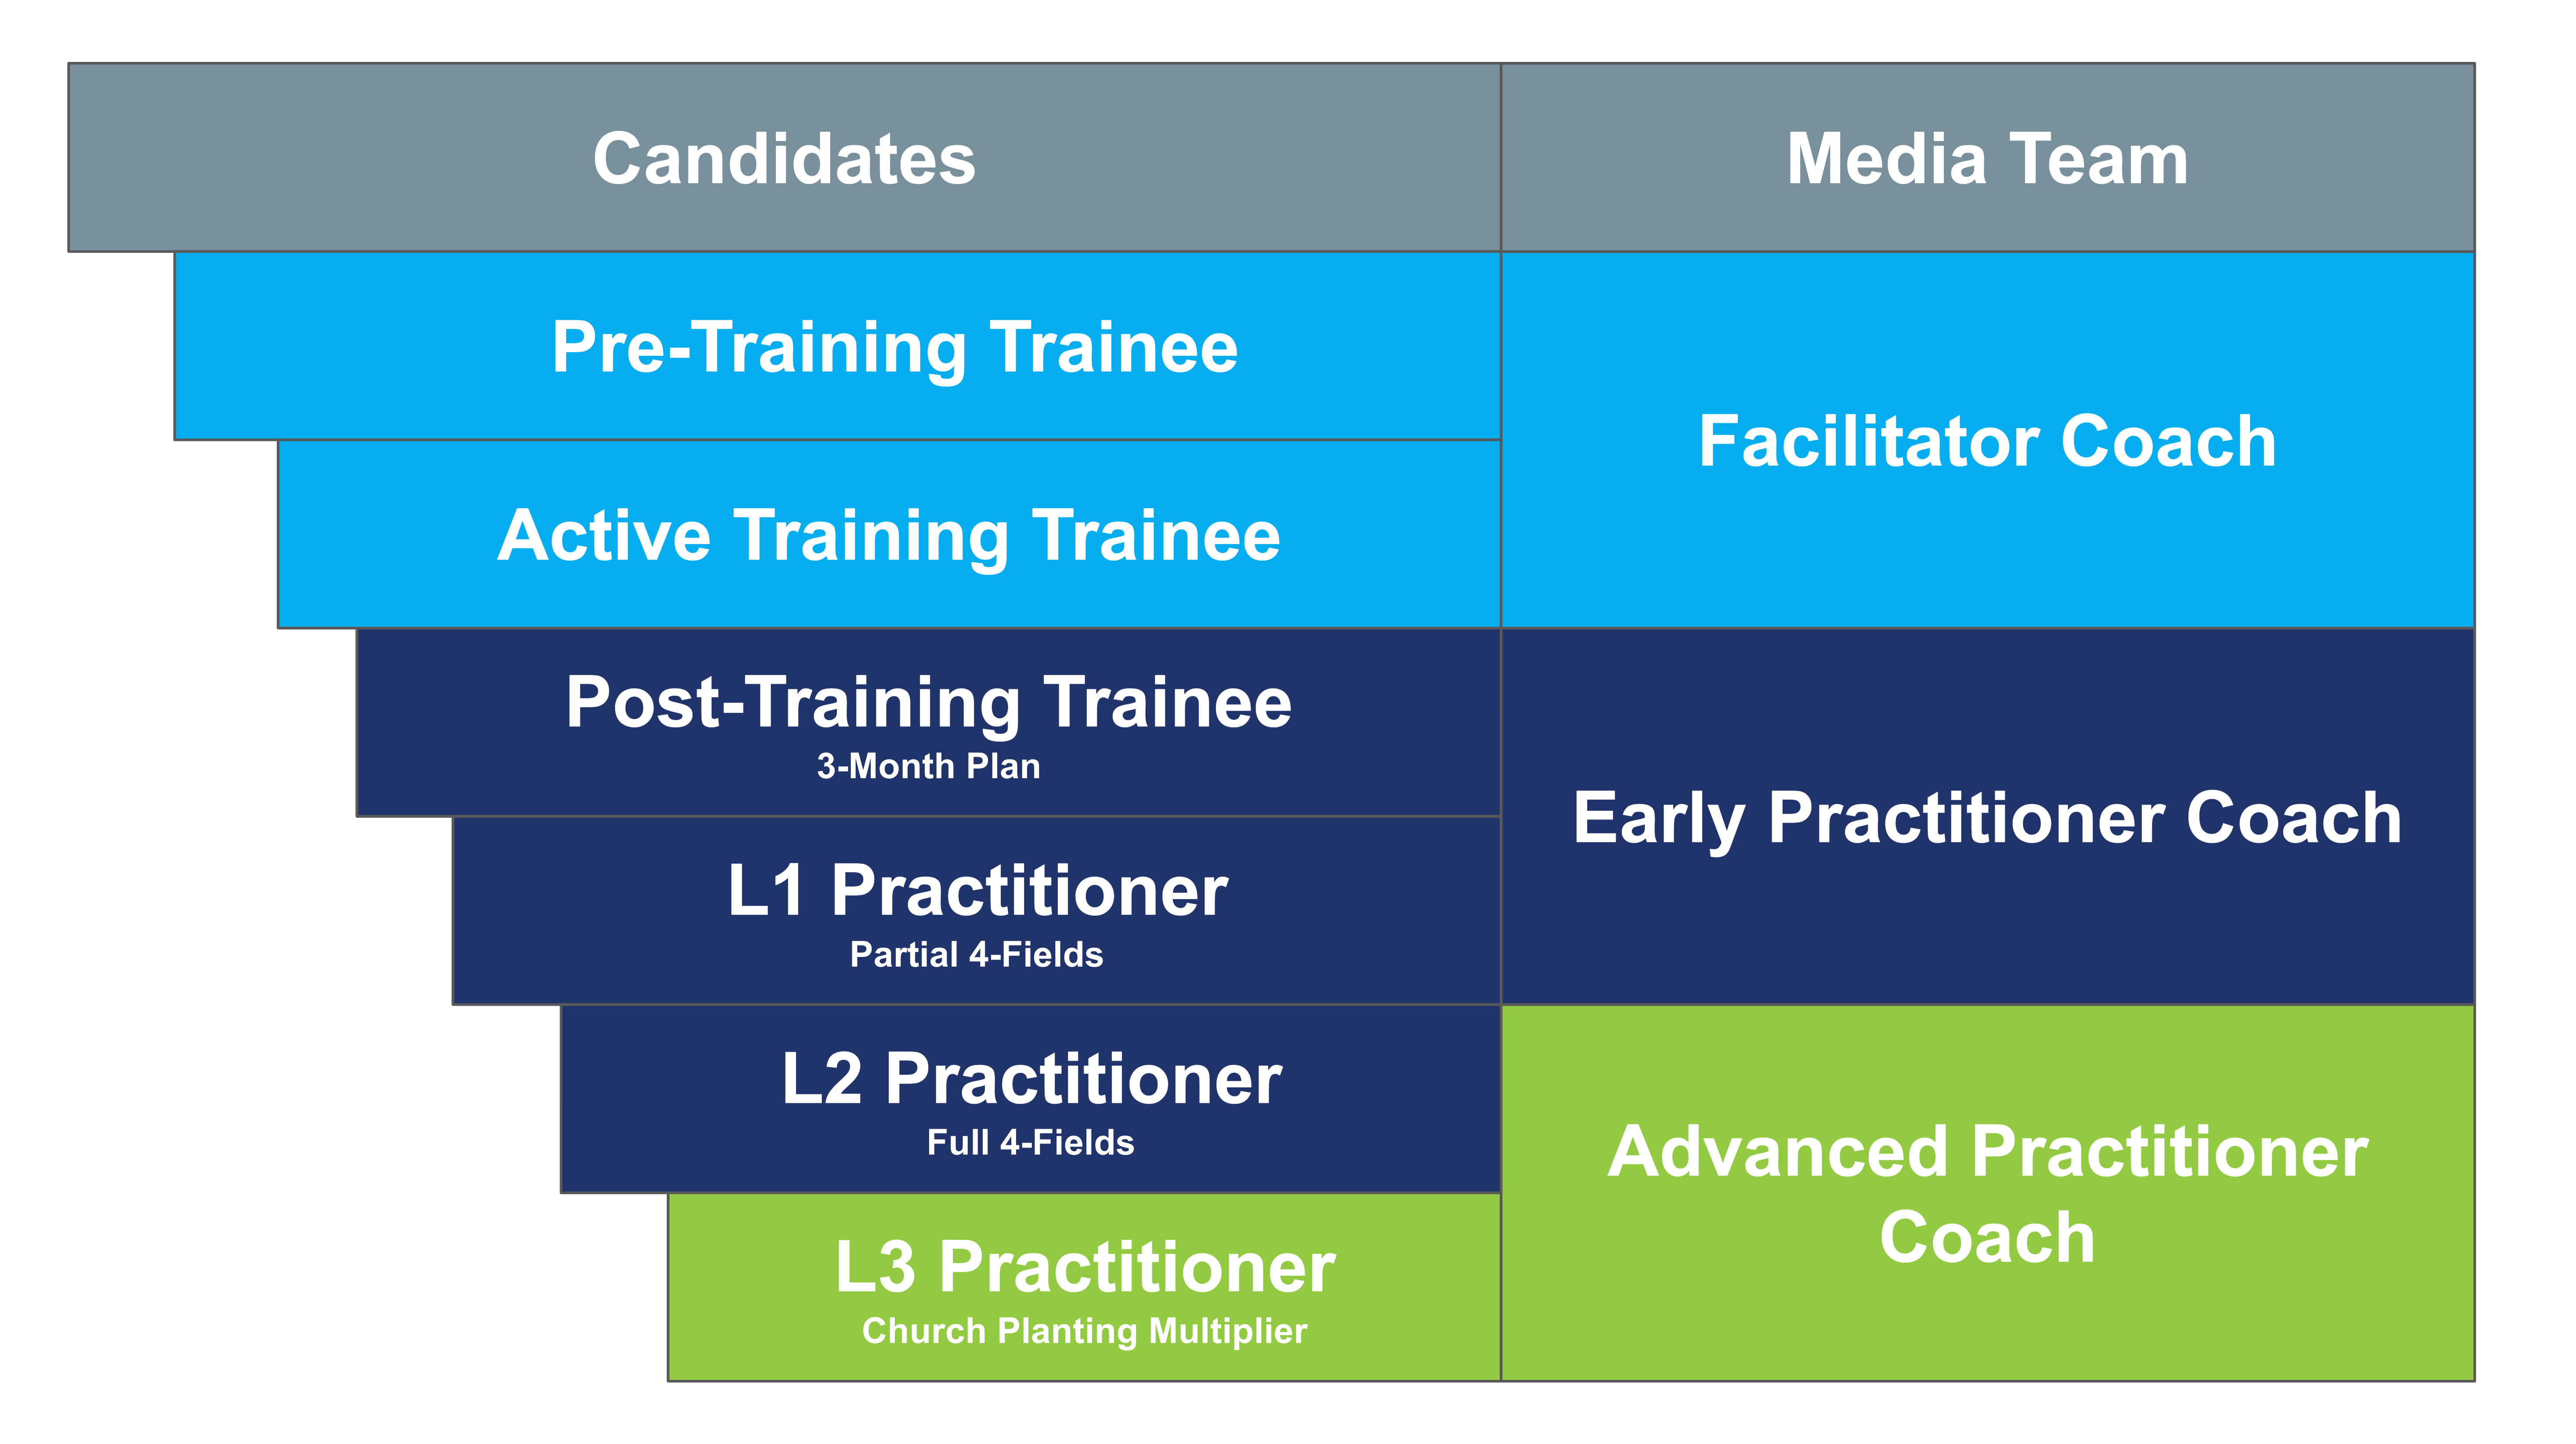 Candidates
Media Team
Pre-Training Trainee
Facilitator Coach
Active Training Trainee
Post-Training Trainee
3-Month Plan
Early Practitioner Coach
L1 Practitioner
Partial 4-Fields
L2 Practitioner
Full 4-Fields
Advanced Practitioner
Coach
L3 Practitioner
Church Planting Multiplier